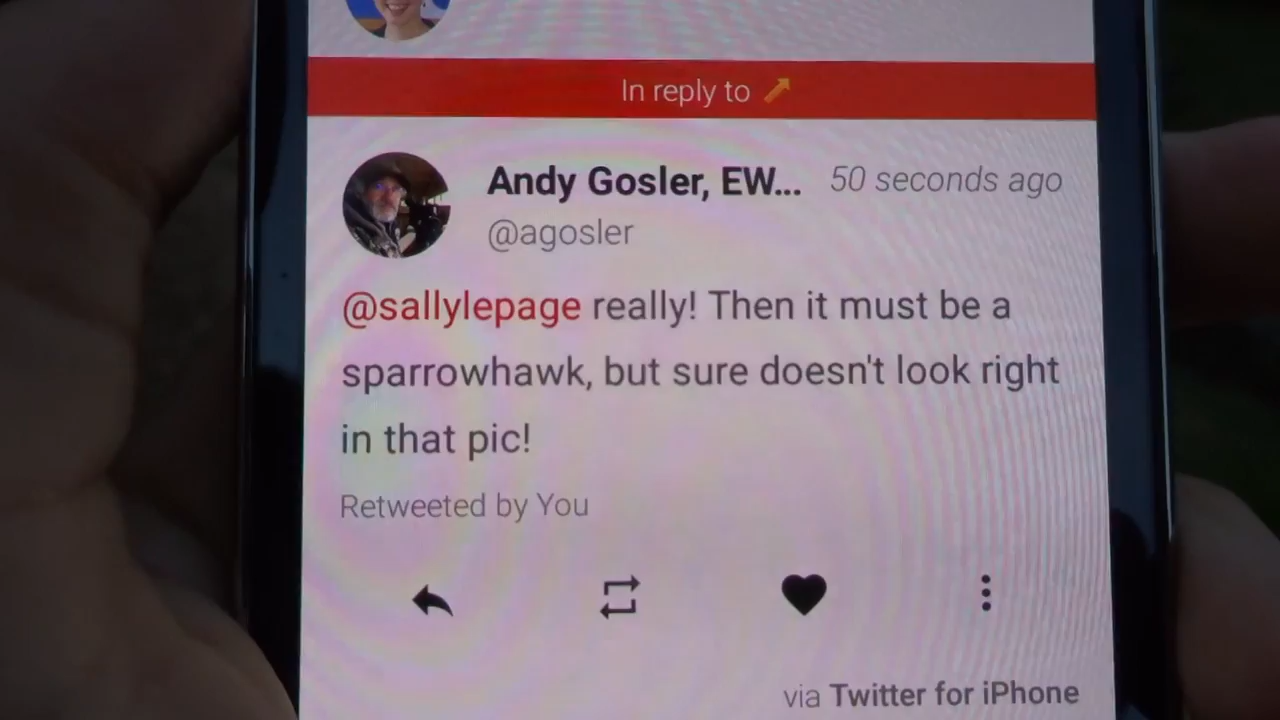 In reply to
Andy Gosler, EW... 50 seconds ago
@agosler
@sallylepage really! Then it must be a
sparrowhawk, but sure doesn't look right
in that pic!
Retweeted by You
via Twitter for iPhone